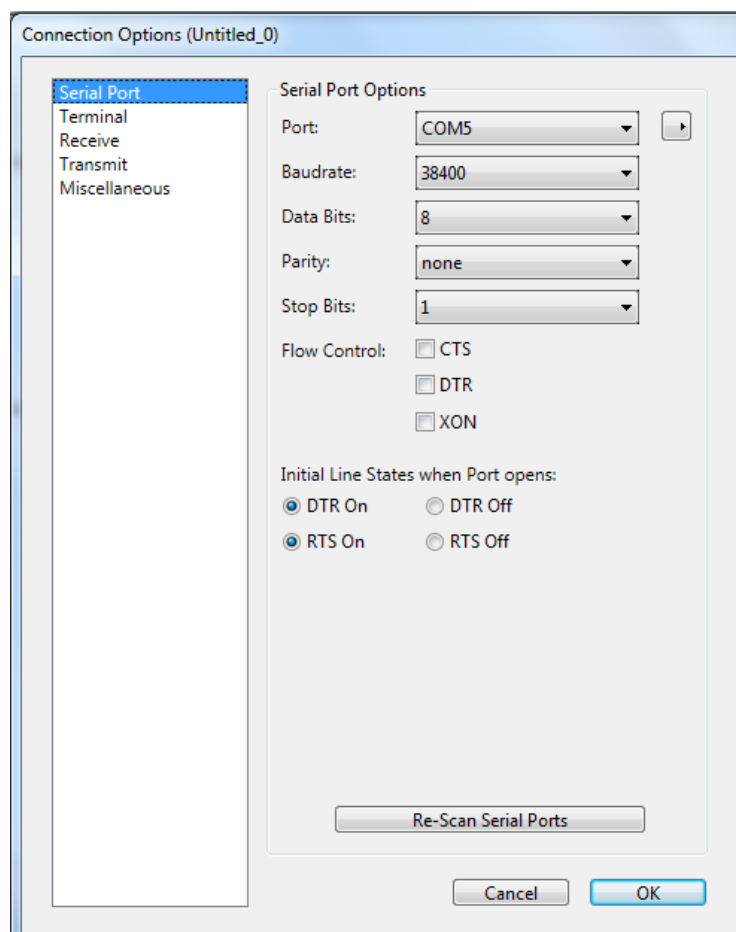 Connection Options (Untitled_0)
Serial Port
Terminal
Receive
Transmit
Miscellaneous
Serial Port Options
Port: COM5
Baudrate: 38400
Data Bits: 8
Parity: none
Stop Bits: 1
Flow Control: CTS
DTR
XON
Initial Line States when Port opens:
DTR On DTR Off
RTS On RTS Off
Re-Scan Serial Ports
Cancel OK